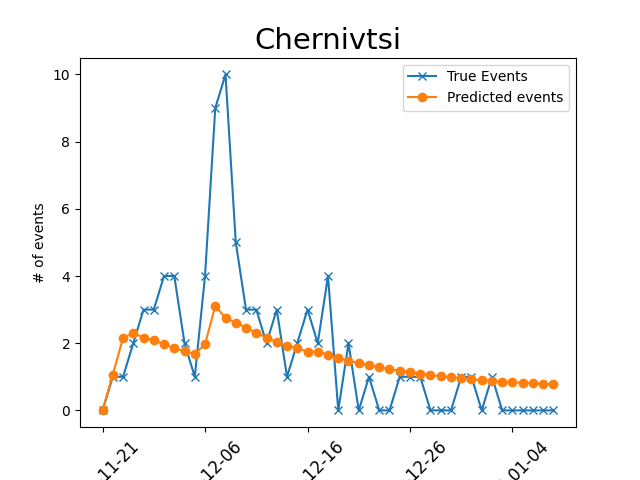 Chernivtsi
True Events
Predicted events
# of events
10
8
6
4
2
0
11-21
12-06
12-16
12-26
01-04